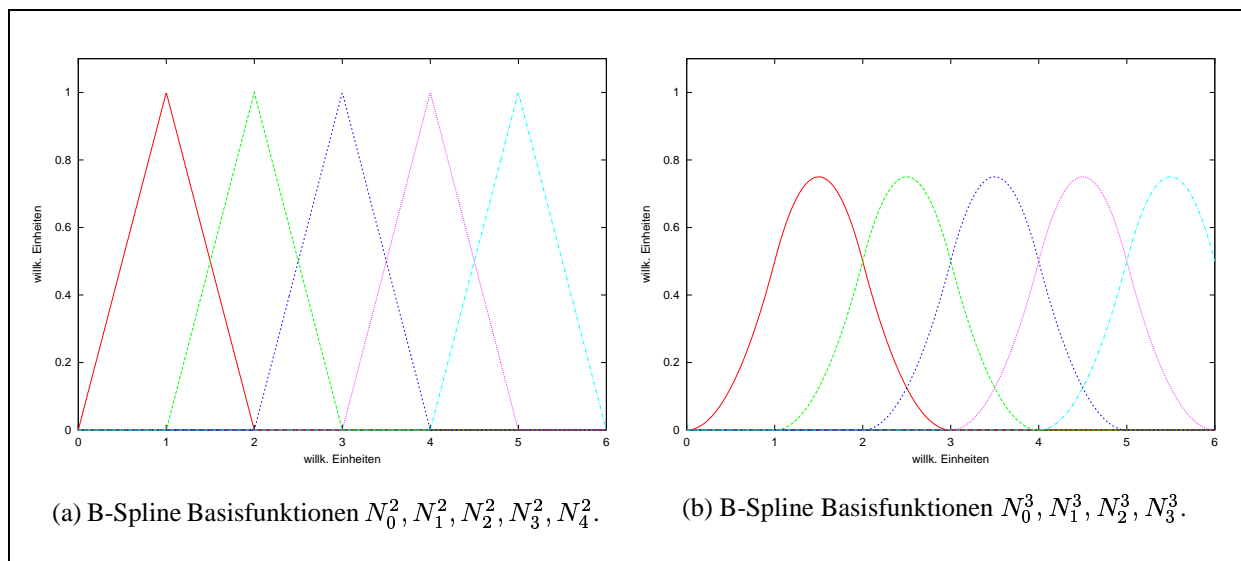 1
0.8
0.6
0.4
0.2
0
willk. Einheiten
0 1 2 3 4 5 6
willk. Einheiten
(a) B-Spline Basisfunktionen $N_0^2, N_1^2, N_2^2, N_3^2, N_4^2$.
1
0.8
0.6
0.4
0.2
0
willk. Einheiten
0 1 2 3 4 5 6
willk. Einheiten
(b) B-Spline Basisfunktionen $N_0^3, N_1^3, N_2^3, N_3^3$.